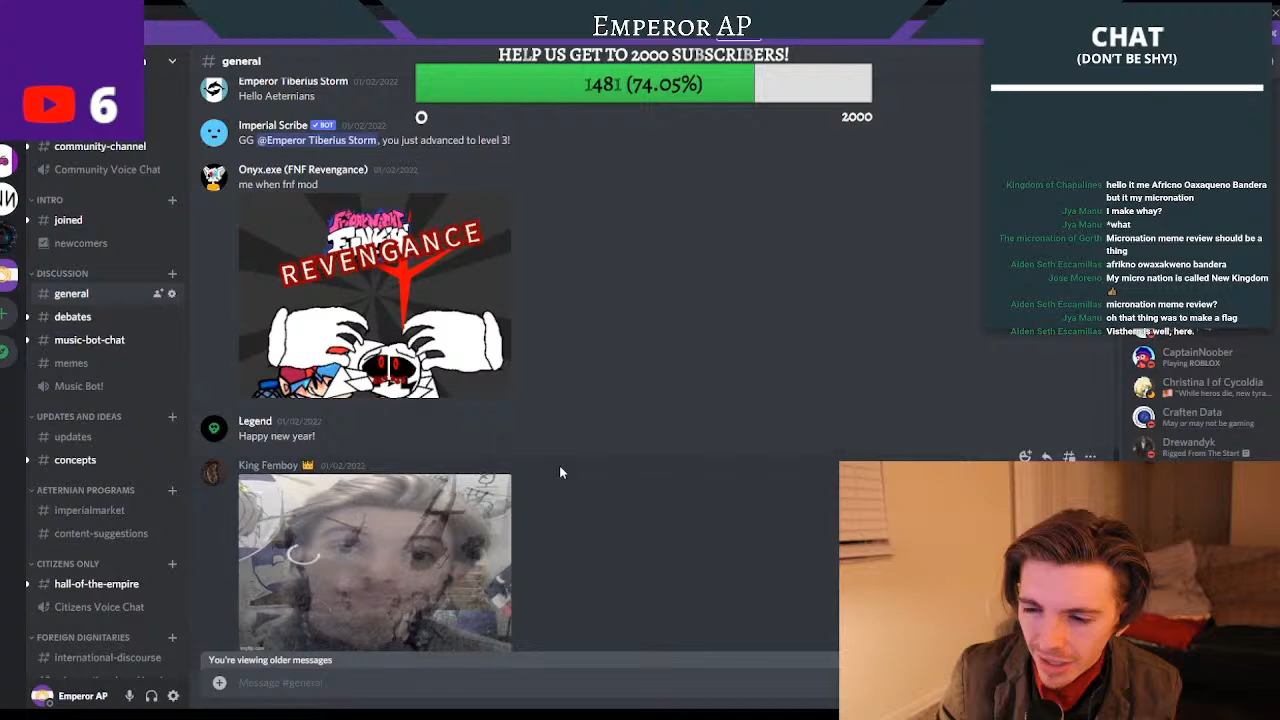 EMPEROR AP
HELP US GET TO 2000 SUBSCRIBERS!
1481 (74.05%)
0
2000
6
CHAT
(DON'T BE SHY!)
Kingdom of Chapulines hello it me Africno Oaxaqueno Bandera
but it my micronation
Jya Manu I make whay?
Jya Manu *what
The micronation of Gorth Micronation meme review should be a
thing
Aiden Seth Escamillas afrikno owaxakweno bandera
Jose Moreno My micro nation is called New Kingdom
Aiden Seth Escamillas micronation meme review?
Jya Manu oh that thing was to make a flag
Aiden Seth Escamillas Visthera is well, here.
community-channel
Community Voice Chat
INTRO
# joined
newcomers
DISCUSSION
# general
# debates
# music-bot-chat
# memes
Music Bot!
UPDATES AND IDEAS
# updates
# concepts
AETERNIAN PROGRAMS
# imperialmarket
# content-suggestions
CITIZENS ONLY
# hall-of-the-empire
Citizens Voice Chat
FOREIGN DIGNITARIES
# international-discourse
Emperor AP
# general
Emperor Tiberius Storm 01/02/2022
Hello Aeternians
Imperial Scribe ✓ BOT 01/02/2022
GG @Emperor Tiberius Storm, you just advanced to level 3!
Onyx.exe (FNF Revengance) 01/02/2022
me when fnf mod
FRIDAY NIGHT
FUNKIN
REVENGANCE
Legend 01/02/2022
Happy new year!
King Femboy 01/02/2022
imgflip.com
You're viewing older messages
Message #general
CaptainNoober
Playing ROBLOX
Christina I of Cycoldia
"While heros die, new tyra...
Craften Data
May or may not be gaming
Drewandyk
Rigged From The Start